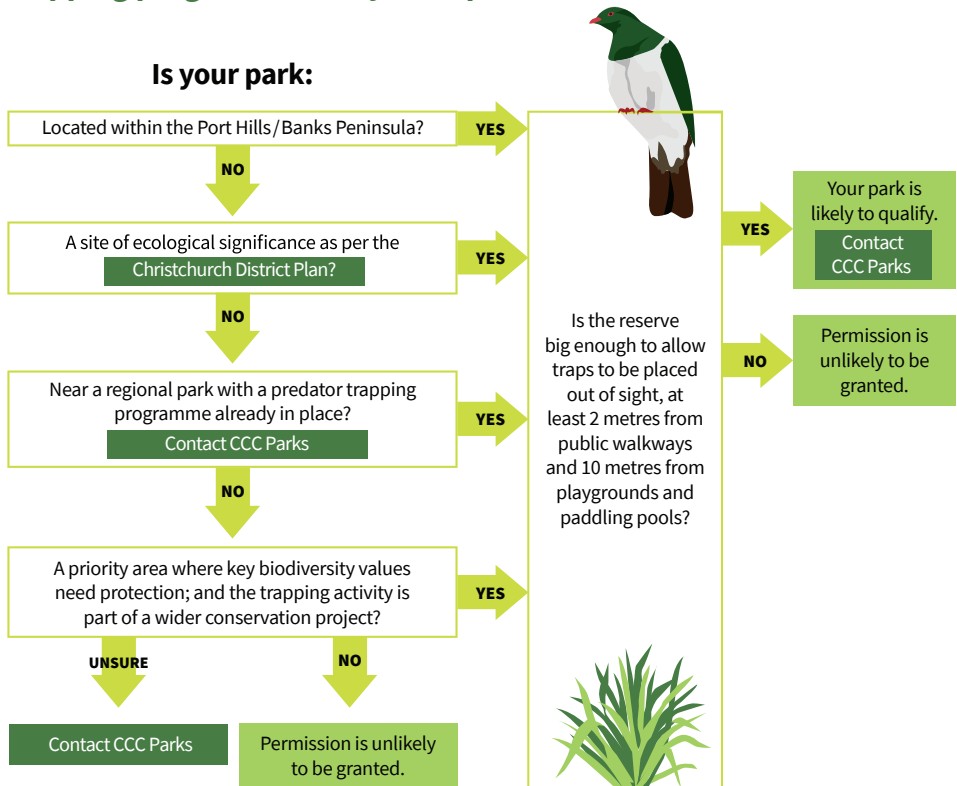 Is your park:
Located within the Port Hills/Banks Peninsula?
YES
NO
A site of ecological significance as per the
Christchurch District Plan?
YES
NO
Near a regional park with a predator trapping
programme already in place?
Contact CCC Parks
YES
NO
A priority area where key biodiversity values
need protection; and the trapping activity is
part of a wider conservation project?
YES
UNSURE
NO
Contact CCC Parks
Permission is unlikely
to be granted.
Is the reserve
big enough to allow
traps to be placed
out of sight, at
least 2 metres from
public walkways
and 10 metres from
playgrounds and
paddling pools?
YES
Your park is
likely to qualify.
Contact
CCC Parks
NO
Permission is
unlikely to be
granted.